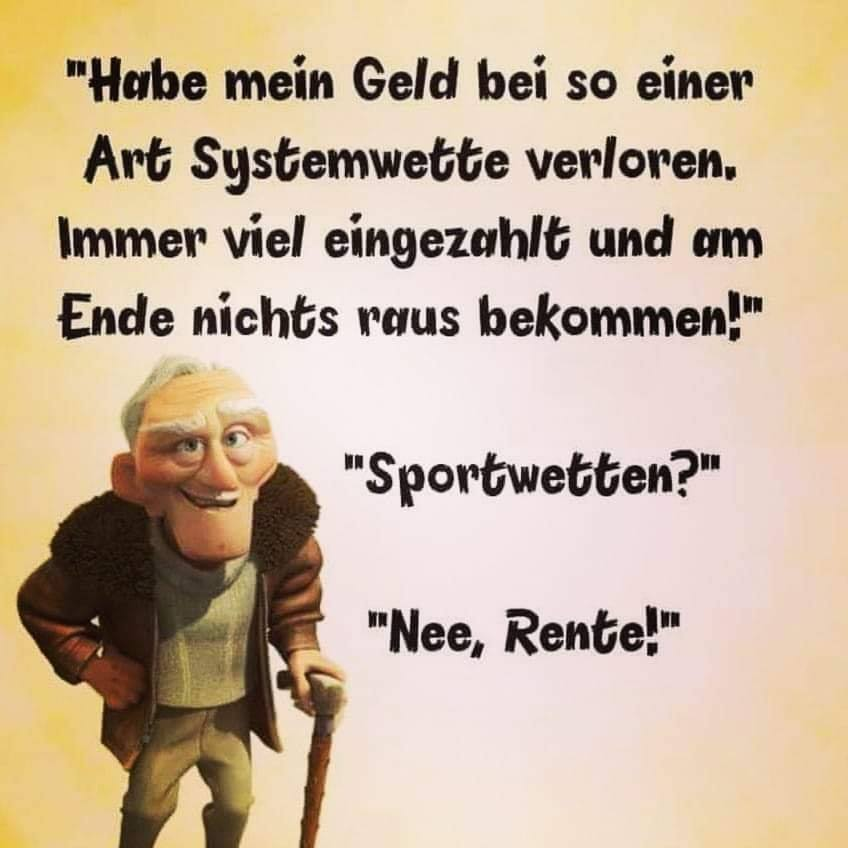 "Habe mein Geld bei so einer
Art Systemwette verloren.
Immer viel eingezahlt und am
Ende nichts raus bekommen!"
"Sportwetten?"
"Nee, Rente!"